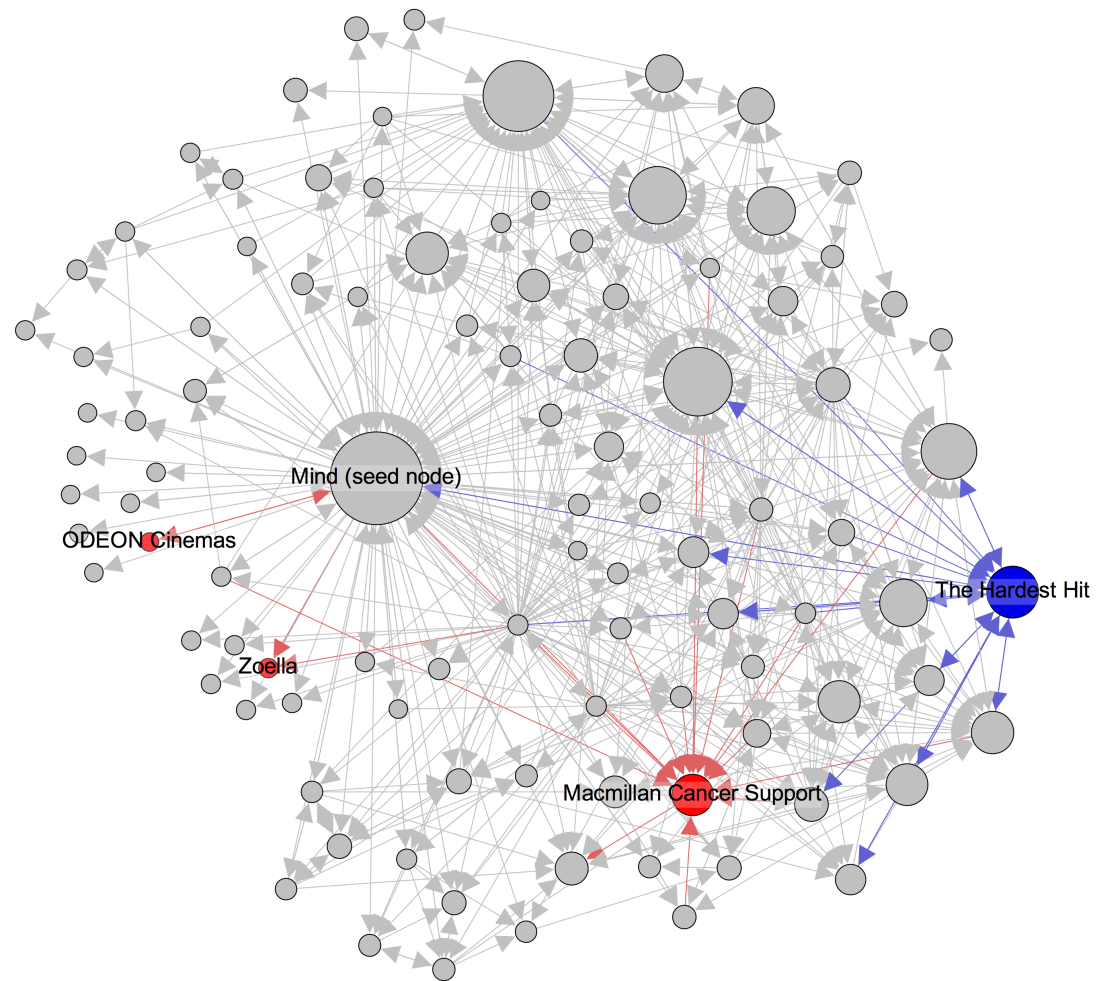 Mind (seed node)
ODEON Cinemas
The Hardest Hit
Zoella
Macmillan Cancer Support